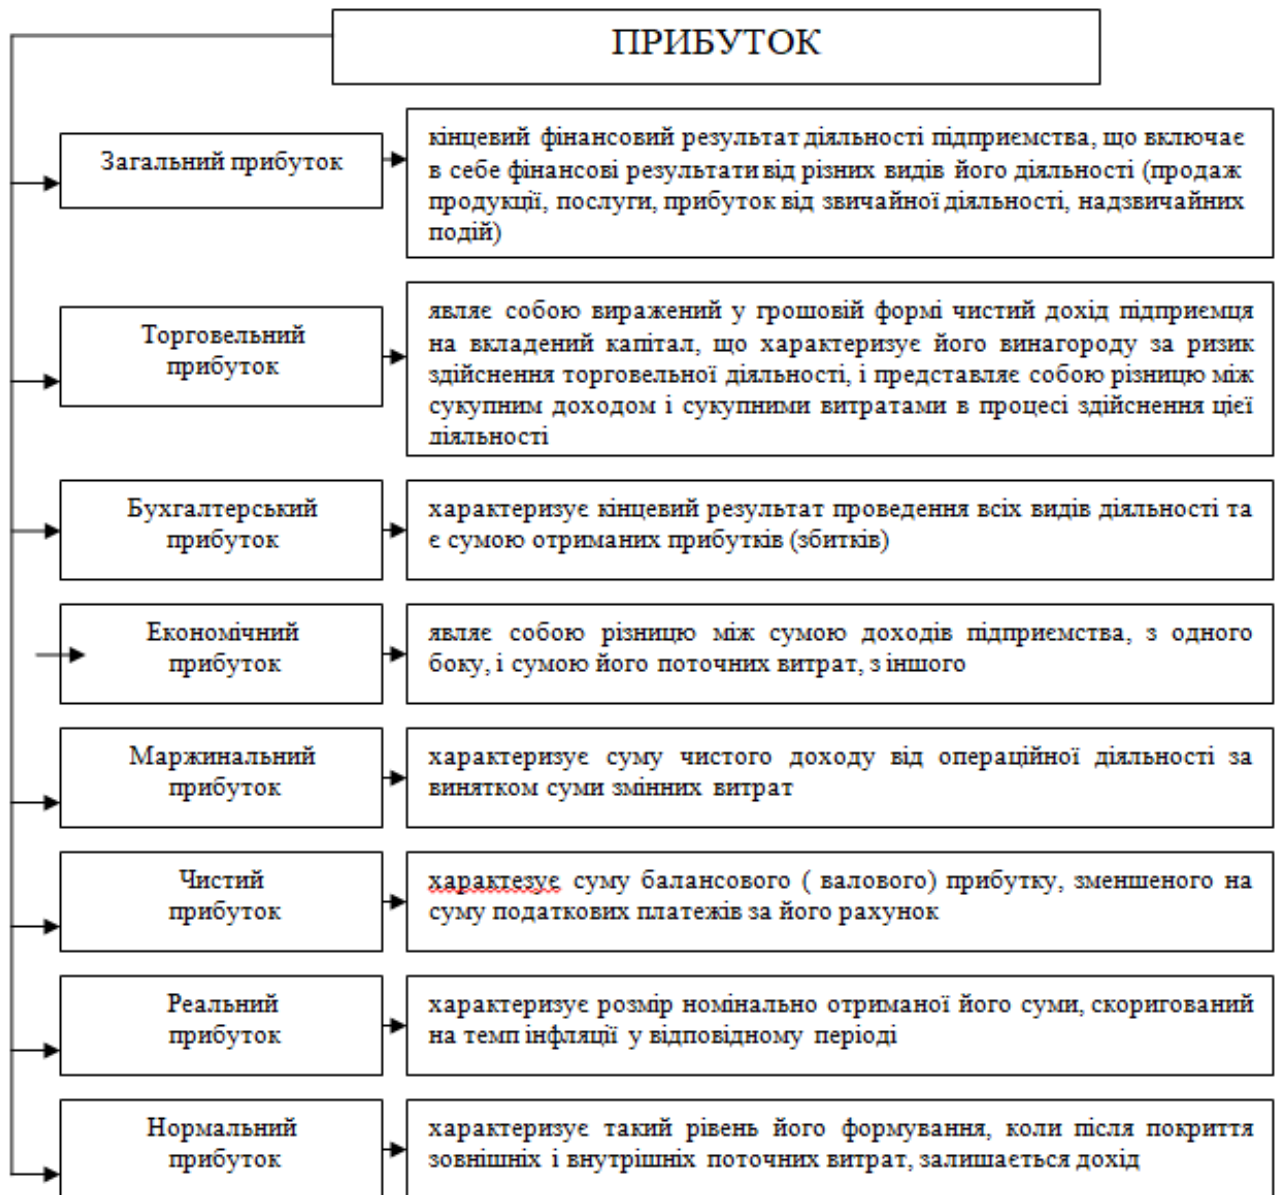 ПРИБУТОК
Загальний прибуток
кінцевий фінансовий результат діяльності підприємства, що включає
в себе фінансові результати від різних видів його діяльності (продаж
продукції, послуги, прибуток від звичайної діяльності, надзвичайних
подій)
Торговельний
прибуток
являє собою виражений у грошовій формі чистий дохід підприємця
на вкладений капітал, що характеризує його винагороду за ризик
здійснення торговельної діяльності, і представляє собою різницю між
сукупним доходом і сукупними витратами в процесі здійснення цієї
діяльності
Бухгалтерський
прибуток
характеризує кінцевий результат проведення всіх видів діяльності та
є сумою отриманих прибутків (збитків)
Економічний
прибуток
являє собою різницю між сумою доходів підприємства, з одного
боку, і сумою його поточних витрат, з іншого
Маржинальний
прибуток
характеризує суму чистого доходу від операційної діяльності за
винятком суми змінних витрат
Чистий
прибуток
характезує суму балансового ( валового) прибутку, зменшеного на
суму податкових платежів за його рахунок
Реальний
прибуток
характеризує розмір номінально отриманої його суми, скоригований
на темп інфляції у відповідному періоді
Нормальний
прибуток
характеризує такий рівень його формування, коли після покриття
зовнішніх і внутрішніх поточних витрат, залишається дохід